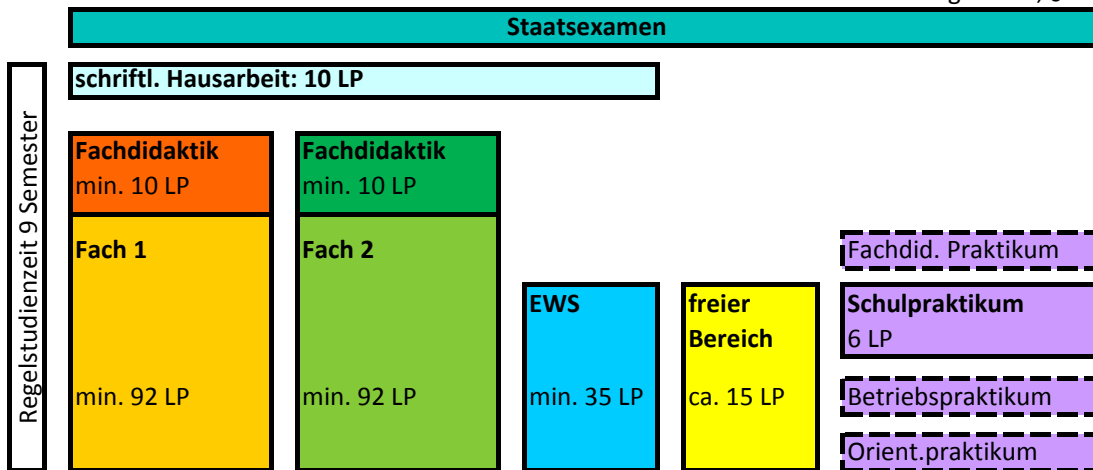 Staatsexamen
schriftl. Hausarbeit: 10 LP
Regelstudienzeit 9 Semester
Fachdidaktik
min. 10 LP
Fach 1
min. 92 LP
Fachdidaktik
min. 10 LP
Fach 2
min. 92 LP
EWS
min. 35 LP
freier
Bereich
ca. 15 LP
Fachdid. Praktikum
Schulpraktikum
6 LP
Betriebspraktikum
Orient.praktikum